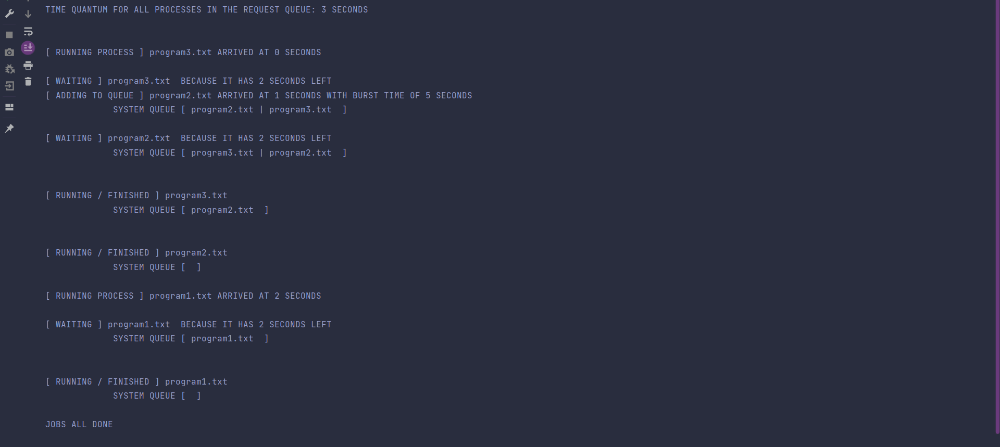 TIME QUANTUM FOR ALL PROCESSES IN THE REQUEST QUEUE: 3 SECONDS
[ RUNNING PROCESS ] program3.txt ARRIVED AT 0 SECONDS
[ WAITING ] program3.txt  BECAUSE IT HAS 2 SECONDS LEFT
[ ADDING TO QUEUE ] program2.txt ARRIVED AT 1 SECONDS WITH BURST TIME OF 5 SECONDS
SYSTEM QUEUE [ program2.txt | program3.txt  ]
[ WAITING ] program2.txt  BECAUSE IT HAS 2 SECONDS LEFT
SYSTEM QUEUE [ program3.txt | program2.txt  ]
[ RUNNING / FINISHED ] program3.txt
SYSTEM QUEUE [ program2.txt  ]
[ RUNNING / FINISHED ] program2.txt
SYSTEM QUEUE [  ]
[ RUNNING PROCESS ] program1.txt ARRIVED AT 2 SECONDS
[ WAITING ] program1.txt  BECAUSE IT HAS 2 SECONDS LEFT
SYSTEM QUEUE [ program1.txt  ]
[ RUNNING / FINISHED ] program1.txt
SYSTEM QUEUE [  ]
JOBS ALL DONE